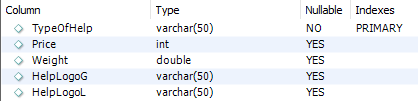 Column Type Nullable Indexes
TypeOfHelp varchar(50) NO PRIMARY
Price int YES
Weight double YES
HelpLogoG varchar(50) YES
HelpLogoL varchar(50) YES